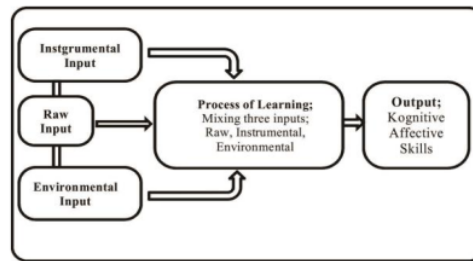 Instgrumental
Input
Raw
Input
Environmental
Input
Process of Learning;
Mixing three inputs;
Raw, Instrumental,
Environmental
Output;
Kognitive
Affective
Skills